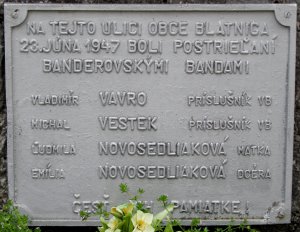 NA TEJTO ULICI OBCE BLATNICA,
23. JÚNA 1947 BOLI POSTRIEĽANÍ
BANDEROVSKÝMI BANDAMI
VLADIMÍR VAVRO PRÍSLUŠNÍK VB
MICHAL VESTEK PRÍSLUŠNÍK VB
ĽUDMILA NOVOSEDLIAKOVÁ MATKA
EMÍLIA NOVOSEDLIAKOVÁ DCÉRA
ČESŤ ICH PAMIATKE!